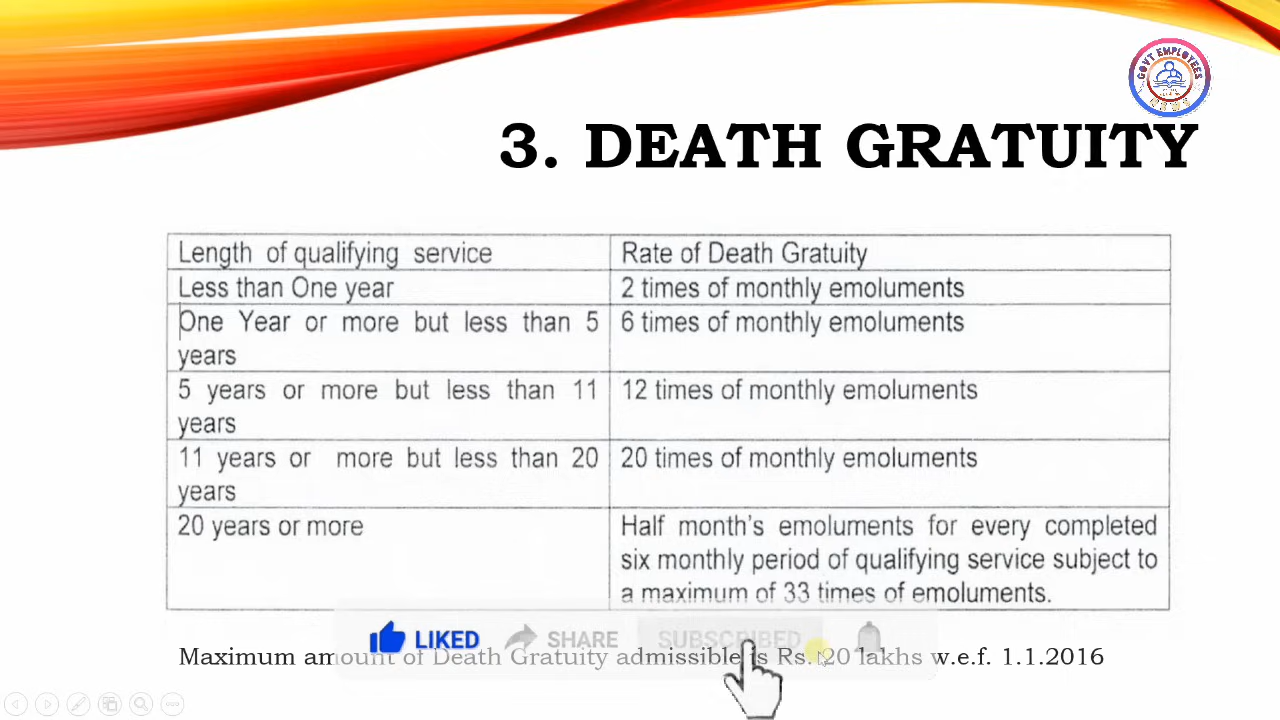 GOVT EMPLOYEES
NEWS
3. DEATH GRATUITY
Length of qualifying service
Rate of Death Gratuity
Less than One year
2 times of monthly emoluments
One Year or more but less than 5
years
6 times of monthly emoluments
5 years or more but less than 11
years
12 times of monthly emoluments
11 years or more but less than 20
years
20 times of monthly emoluments
20 years or more
Half month's emoluments for every completed
six monthly period of qualifying service subject to
a maximum of 33 times of emoluments.
LIKED
SHARE
SUBSCRIBED
Maximum amount of Death Gratuity admissible is Rs. 20 lakhs w.e.f. 1.1.2016